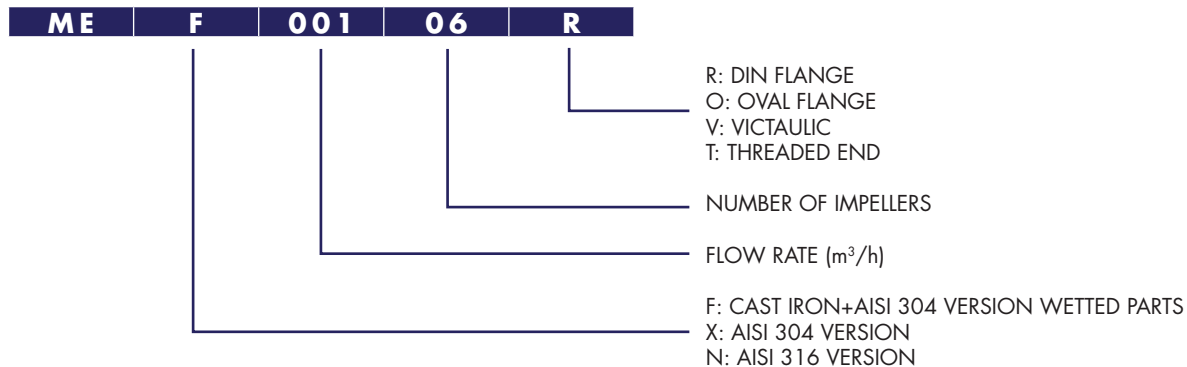 ME F 001 06 R
R: DIN FLANGE
O: OVAL FLANGE
V: VICTAULIC
T: THREADED END
NUMBER OF IMPELLERS
FLOW RATE (m³/h)
F: CAST IRON+AISI 304 VERSION WETTED PARTS
X: AISI 304 VERSION
N: AISI 316 VERSION